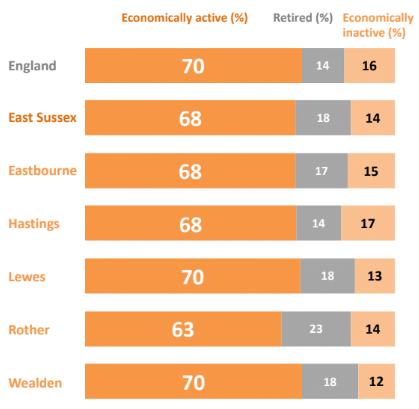 Economically active (%) Retired (%) Economically
inactive (%)
England 70 14 16
East Sussex 68 18 14
Eastbourne 68 17 15
Hastings 68 14 17
Lewes 70 18 13
Rother 63 23 14
Wealden 70 18 12